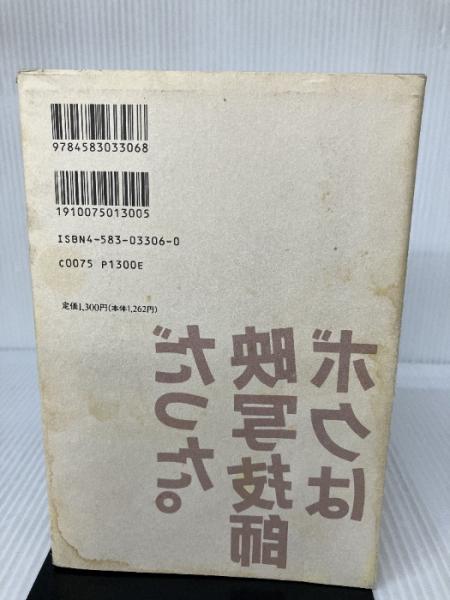 9784583033068
1910075013005
ISBN4-583-03306-0
C0075 P1300E
定価1,300円(本体1,262円)
ボクは
映写技師
だった。